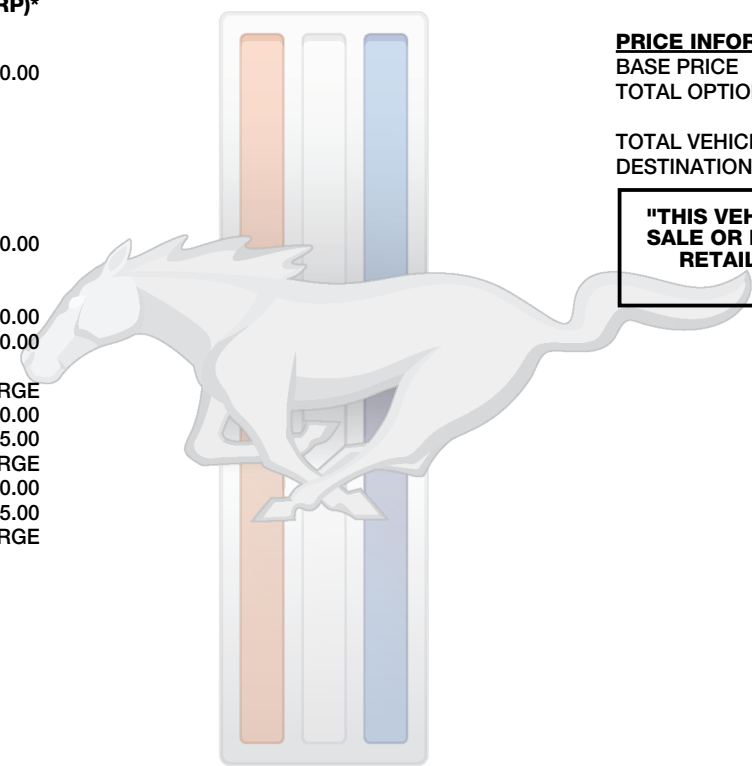 RP)*
0.00
0.00
0.00
0.00
RGE
0.00
5.00
RGE
0.00
5.00
RGE
PRICE INFOR
BASE PRICE
TOTAL OPTIO
TOTAL VEHICL
DESTINATION
"THIS VEH
SALE OR
RETAIL